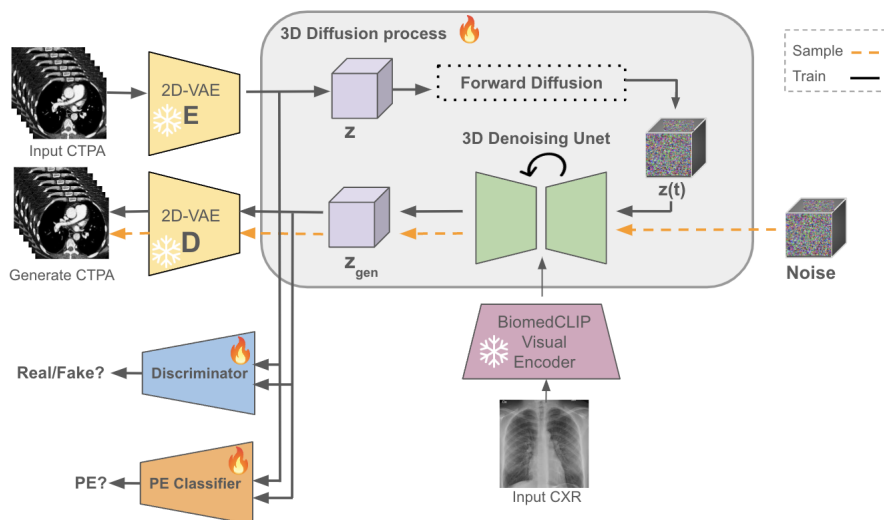 3D Diffusion process
Sample
Train
2D-VAE
E
Input CTPA
z
Forward Diffusion
3D Denoising Unet
z(t)
2D-VAE
D
Generate CTPA
z gen
Noise
BiomedCLIP
Visual
Encoder
Input CXR
Real/Fake?
Discriminator
PE?
PE Classifier